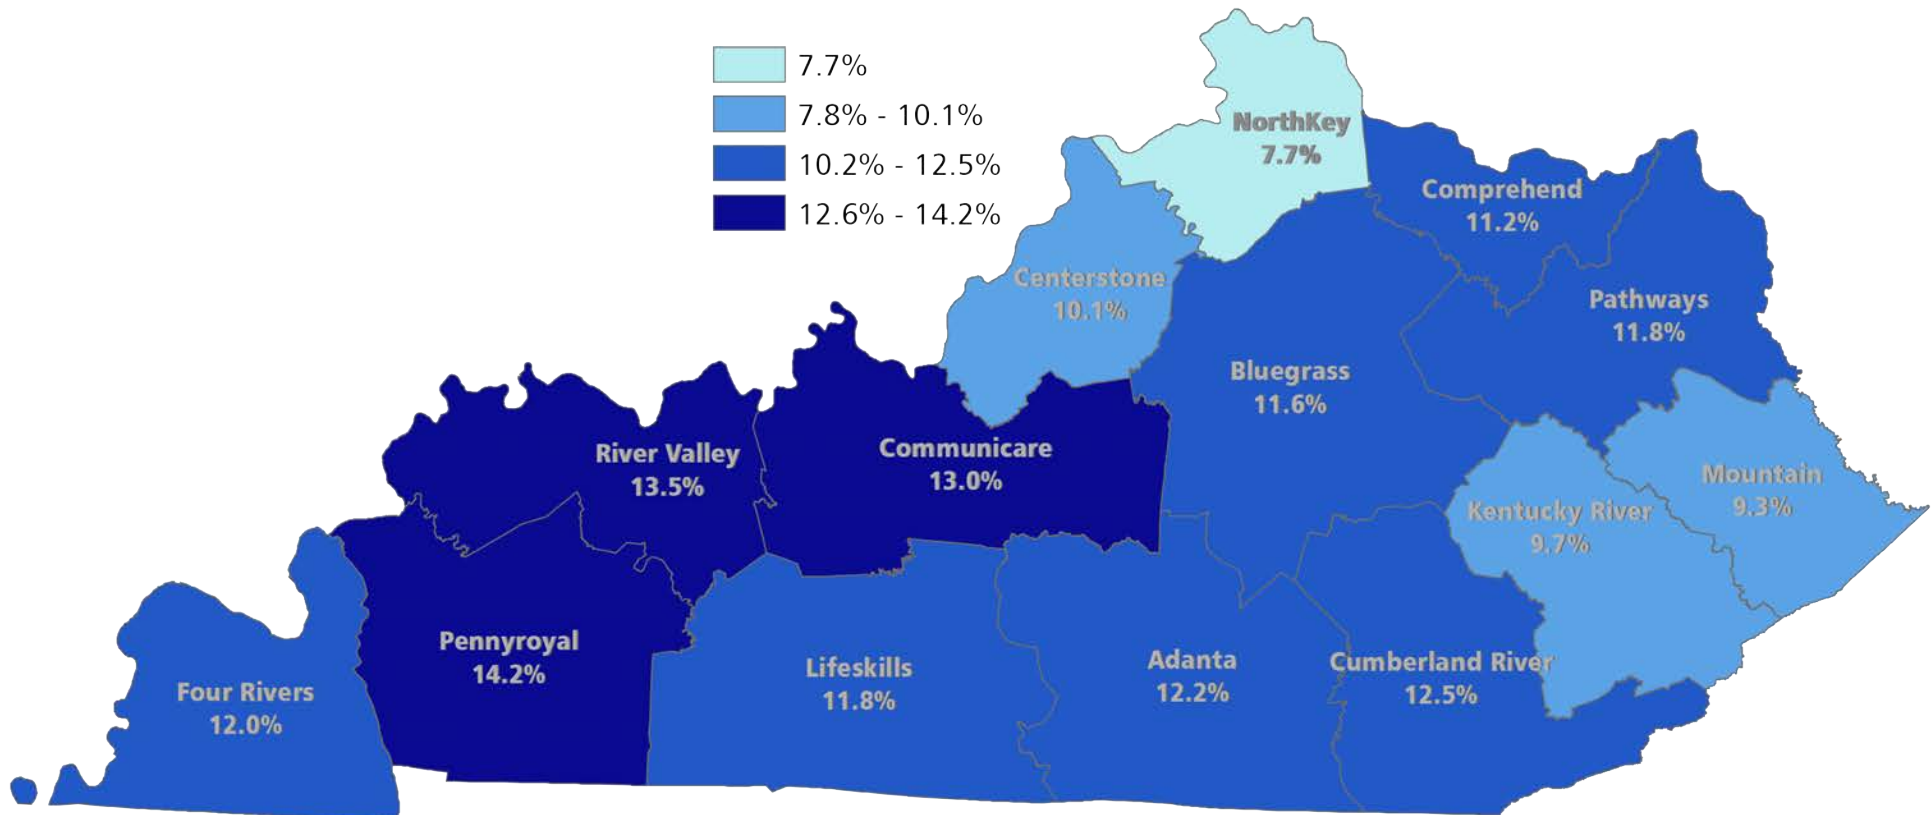 7.7%
7.8% - 10.1%
10.2% - 12.5%
12.6% - 14.2%
NorthKey
7.7%
Comprehend
11.2%
Centerstone
10.1%
Pathways
11.8%
Bluegrass
11.6%
River Valley
13.5%
Communicare
13.0%
Mountain
9.3%
Kentucky River
9.7%
Pennyroyal
14.2%
Four Rivers
12.0%
Lifeskills
11.8%
Adanta
12.2%
Cumberland River
12.5%